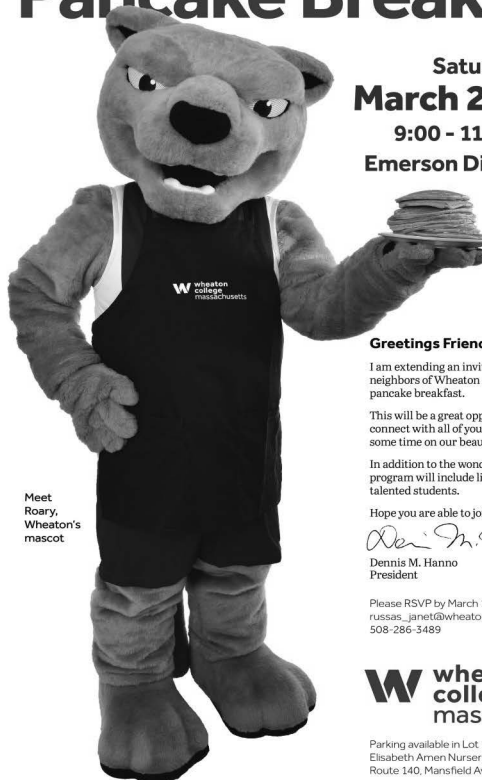 Pancake Break
Satu
March 2
9:00 - 11
Emerson Di
wheaton
college
massachusetts
Greetings Friend
I am extending an invi
neighbors of Wheaton
pancake breakfast.
This will be a great opp
connect with all of you
some time on our beau
In addition to the wond
program will include li
talented students.
Hope you are able to jo
Meet
Roary,
Wheaton's
mascot
Dennis M. Hanno
President
Please RSVP by March
russas_janet@wheato
508-286-3489
W whe
colle
mas
Parking available in Lot
Elisabeth Amen Nurser
Route 140, Mansfield Av